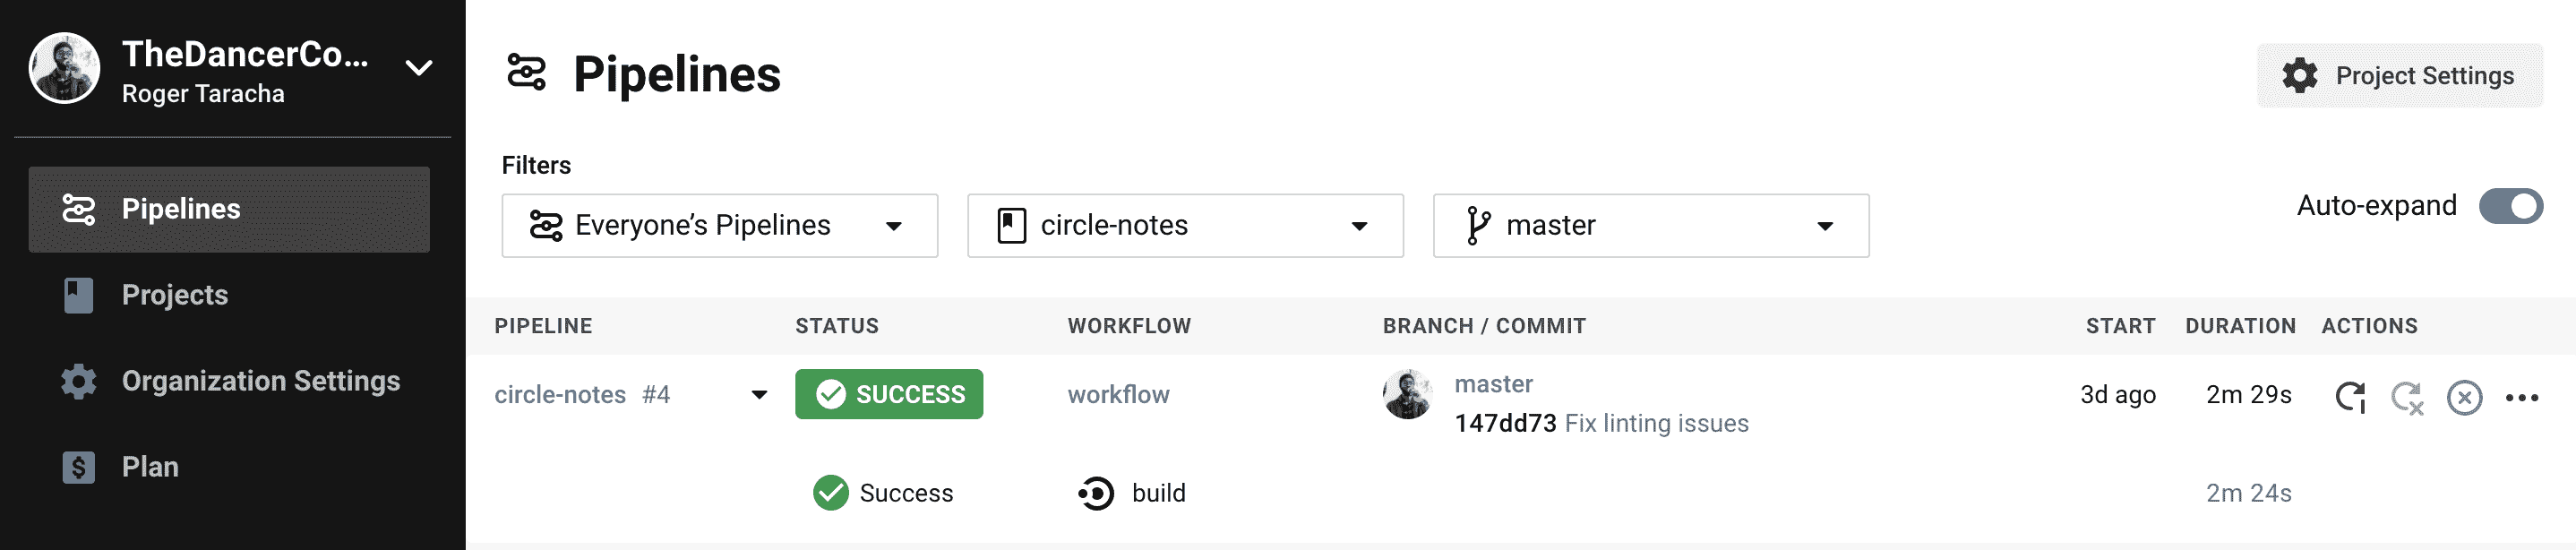 TheDancerCo...
Roger Taracha
Pipelines
Projects
Organization Settings
Plan
Pipelines
Project Settings
Filters
Everyone’s Pipelines
circle-notes
master
Auto-expand
PIPELINE STATUS WORKFLOW BRANCH / COMMIT START DURATION ACTIONS
circle-notes #4 SUCCESS workflow master 3d ago 2m 29s
147dd73 Fix linting issues
Success build 2m 24s